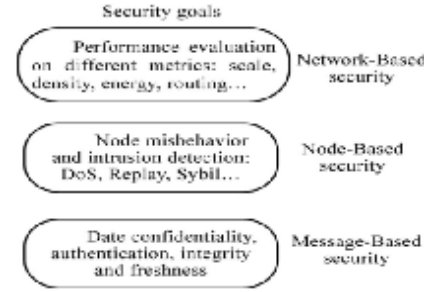 Security goals
Performance evaluation
on different metrics: scale,
density, energy, routing...
Network-Based
security
Node misbehavior
and intrusion detection:
DoS, Replay, Sybil...
Node-Based
security
Date confidentiality,
authentication, integrity
and freshness
Message-Based
security